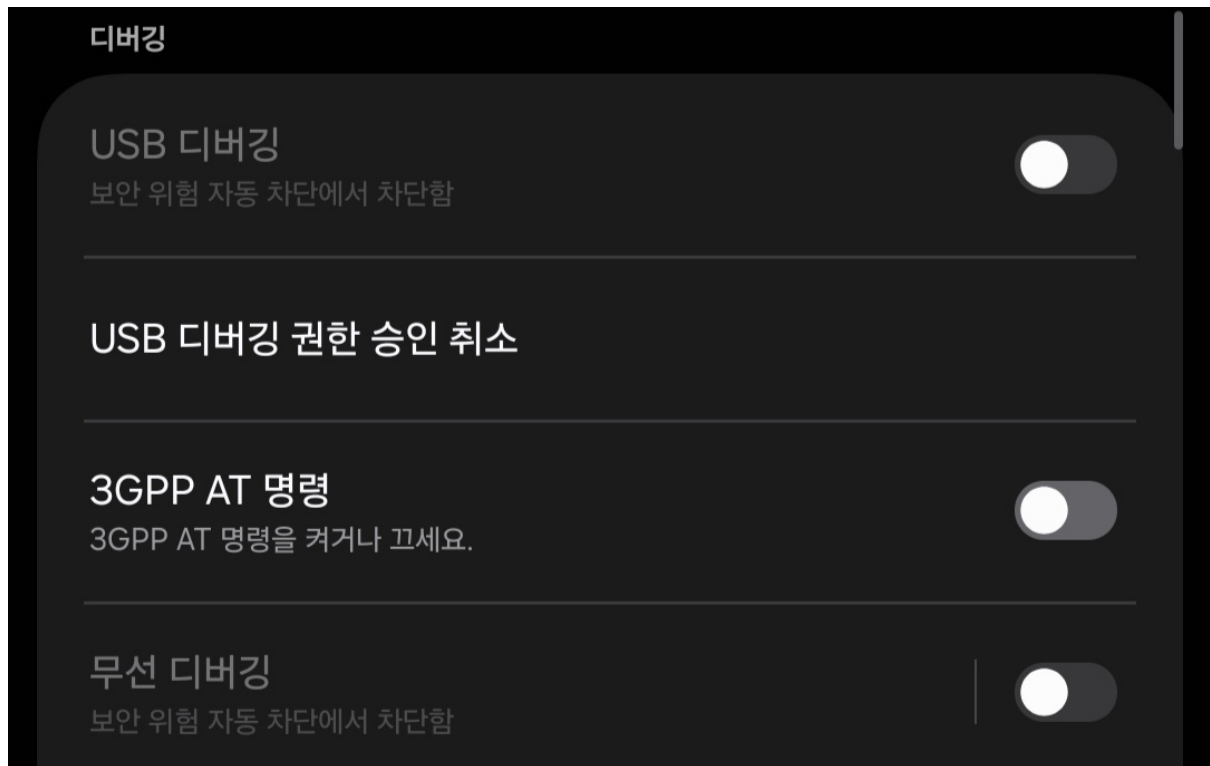 디버깅
USB 디버깅
보안 위험 자동 차단에서 차단함
USB 디버깅 권한 승인 취소
3GPP AT 명령
3GPP AT 명령을 켜거나 끄세요.
무선 디버깅
보안 위험 자동 차단에서 차단함